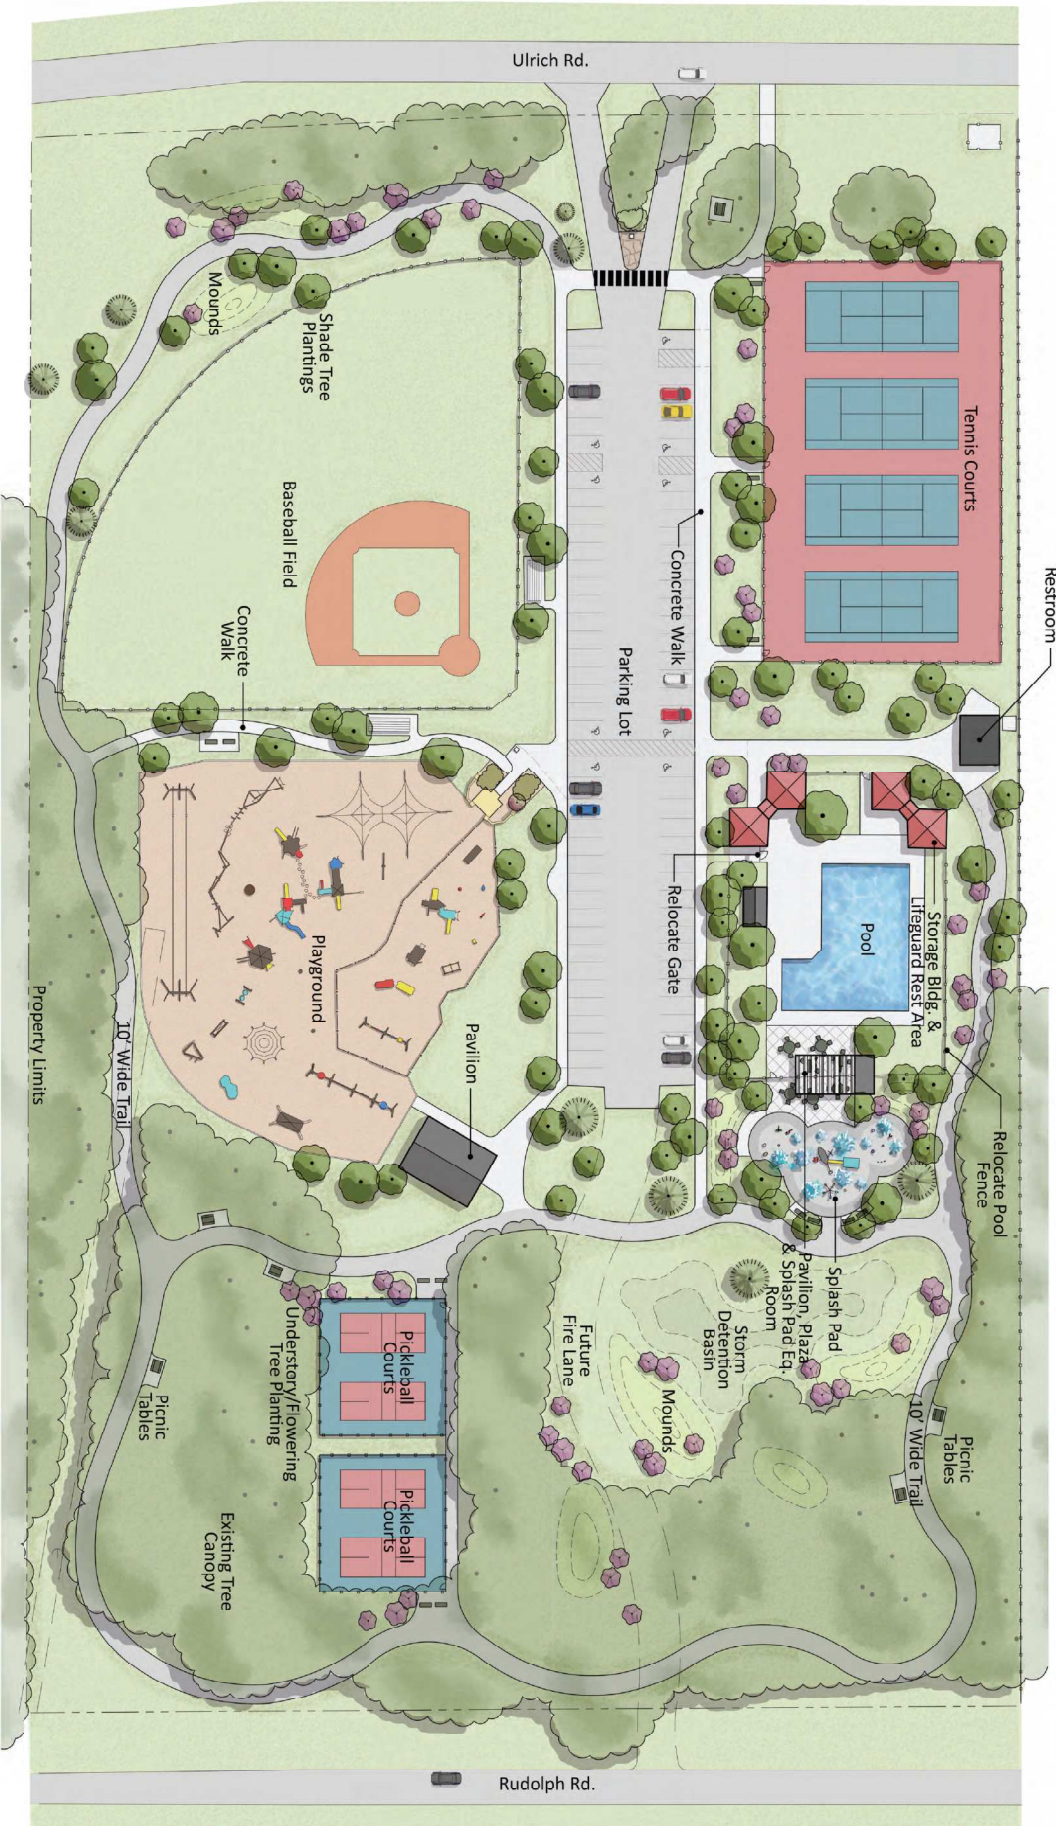 Ulrich Rd.
Mounds
Shade Tree
Plantings
Tennis Courts
Baseball Field
Concrete Walk
Restroom
Concrete
Walk
Parking Lot
Relocate Gate
Pool
Storage Bldg. &
Lifeguard Rest Area
Playground
Property Limits
10' Wide Trail
Pavilion
Relocate Pool
Fence
Splash Pad
Pavilion, Plaza
& Splash Pad Eq.
Room
Storm
Detention
Basin
Future
Fire Lane
Mounds
Understory/Flowering
Tree Planting
Pickleball
Courts
Picnic
Tables
10' Wide Trail
Picnic
Tables
Pickleball
Courts
Existing Tree
Canopy
Rudolph Rd.